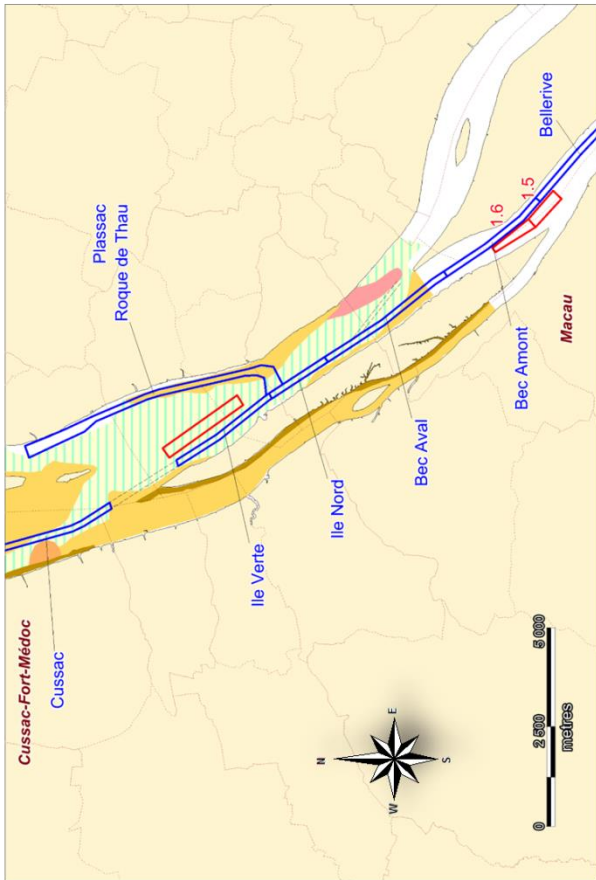 Cussac-Fort-Médoc
Cussac
Plassac
Roque de Thau
Ile Verte
Ile Nord
Bec Aval
Bec Amont
1.6
1.5
Bellerive
Macau
N
W
E
S
0
2 500
5 000
metres